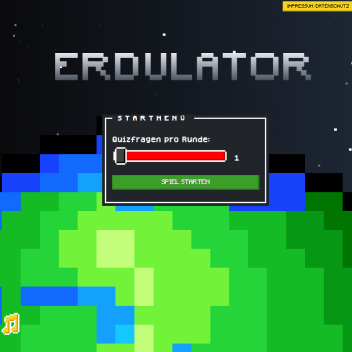 IMPRESSUM DATENSCHUTZ
ERDULATOR
STARTMENÜ
Quizfragen pro Runde:
1
SPIEL STARTEN